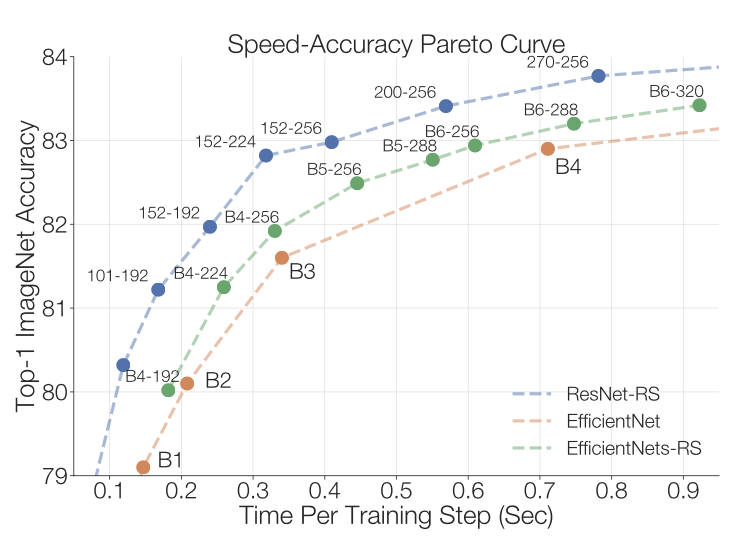 Speed-Accuracy Pareto Curve
84
83
82
81
80
79
Top-1 ImageNet Accuracy
270-256
200-256
152-256
152-224
152-192
101-192
B6-320
B6-288
B6-256
B5-288
B5-256
B4-256
B4-224
B4-192
B4
B3
B2
B1
ResNet-RS
EfficientNet
EfficientNets-RS
0.1 0.2 0.3 0.4 0.5 0.6 0.7 0.8 0.9
Time Per Training Step (Sec)